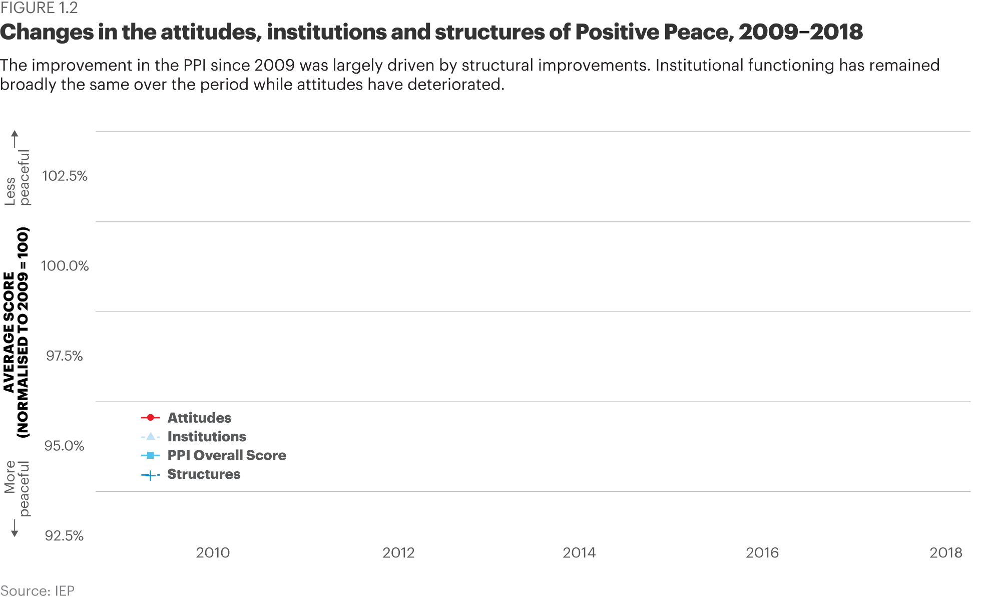 FIGURE 1.2
Changes in the attitudes, institutions and structures of Positive Peace, 2009–2018
The improvement in the PPI since 2009 was largely driven by structural improvements. Institutional functioning has remained
broadly the same over the period while attitudes have deteriorated.
Less
peaceful
AVERAGE SCORE
(NORMALISED TO 2009 = 100)
More
peaceful
102.5%
100.0%
97.5%
95.0%
92.5%
Attitudes
Institutions
PPI Overall Score
Structures
2010
2012
2014
2016
2018
Source: IEP